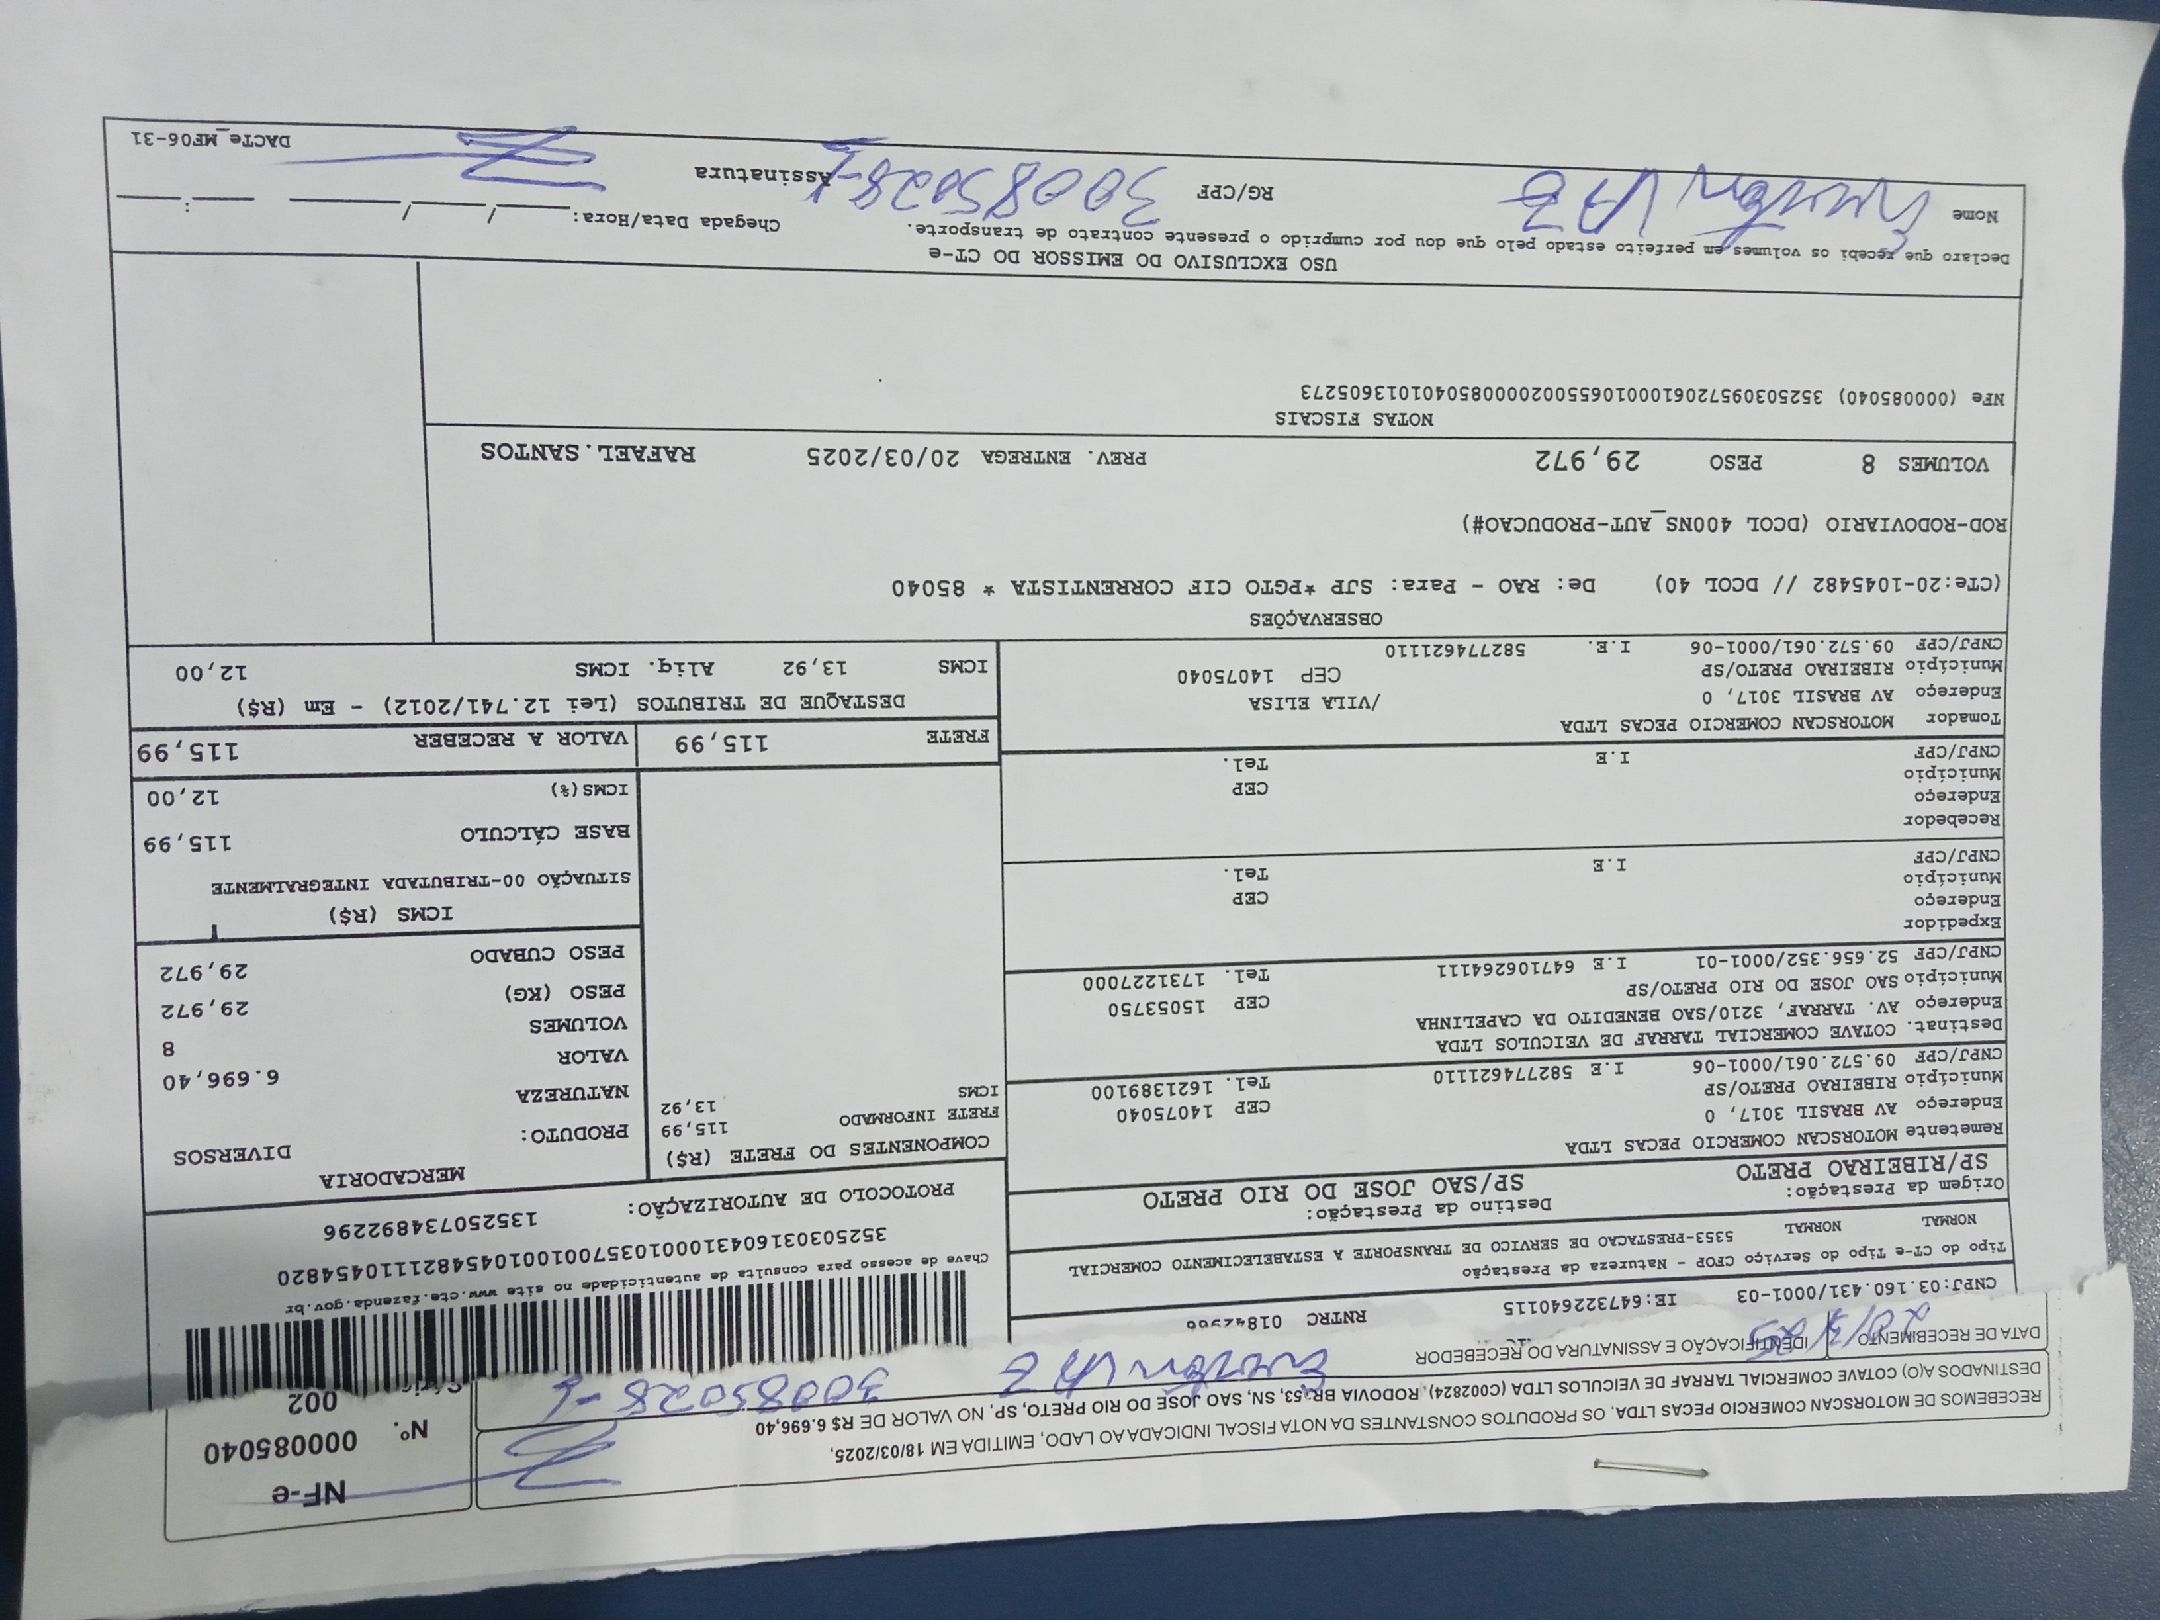 RECEBEMOS DE MOTORSCAN COMERCIO PECAS LTDA, OS PRODUTOS CONSTANTES DA NOTA FISCAL INDICADA AO LADO, EMITIDA EM 18/03/2025,
DESTINADOS A(O) COTAVE COMERCIAL TARRAF DE VEICULOS LTDA (C002824), RODOVIA BR, 53, SN, SAO JOSE DO RIO PRETO, SP, NO VALOR DE R$ 6.696,40
DATA DE RECEBIMENTO
20/3/25
IDENTIFICAÇÃO E ASSINATURA DO RECEBEDOR
30085028-6
NF-e
Nº. 000085040
002
CNPJ:03.160.431/0001-03 IE:647322640115 RNTRC
Tipo do CT-e Tipo do Serviço CFOP - Natureza da Prestação
NORMAL NORMAL 5353-PRESTACAO DE SERVICO DE TRANSPORTE A ESTABELECIMENTO COMERCIAL
Origem da Prestação: Destino da Prestação:
SP/RIBEIRAO PRETO SP/SAO JOSE DO RIO PRETO
Chave de acesso para consulta de autenticidade no site www.cte.fazenda.gov.br
35250303160431000103570010010454821110454820
PROTOCOLO DE AUTORIZAÇÃO: 135250734892296
Remetente MOTORSCAN COMERCIO PECAS LTDA
Endereço AV BRASIL 3017, 0 CEP 14075040
Município RIBEIRAO PRETO/SP Tel. 1621389100
CNPJ/CPF 09.572.061/0001-06 I.E 582774621110
Destinat. COTAVE COMERCIAL TARRAF DE VEICULOS LTDA
Endereço AV. TARRAF, 3210/SAO BENEDITO DA CAPELINHA
Município SAO JOSE DO RIO PRETO/SP CEP 15053750
CNPJ/CPF 52.656.352/0001-01 I.E 647106264111 Tel. 1731227000
Expedidor
Endereço CEP
Município Tel.
CNPJ/CPF I.E
Recebedor
Endereço CEP
Município Tel.
CNPJ/CPF I.E
Tomador MOTORSCAN COMERCIO PECAS LTDA
Endereço AV BRASIL 3017, 0 /VILA ELISA
Município RIBEIRAO PRETO/SP CEP 14075040
CNPJ/CPF 09.572.061/0001-06 I.E. 582774621110
COMPONENTES DO FRETE (R$)
FRETE INFORMADO 115,99
ICMS 13,92
MERCADORIA
PRODUTO: DIVERSOS
NATUREZA
VALOR 6.696,40
VOLUMES 8
PESO (KG) 29,972
PESO CUBADO 29,972
ICMS (R$)
SITUAÇÃO 00-TRIBUTADA INTEGRALMENTE
BASE CÁLCULO 115,99
ICMS(%) 12,00
FRETE 115,99 VALOR A RECEBER 115,99
DESTAQUE DE TRIBUTOS (Lei 12.741/2012) - Em (R$)
ICMS 13,92 Aliq. ICMS 12,00
OBSERVAÇÕES
(CTe:20-1045482 // DCOL 40) De: RAO - Para: SJP *PGTO CIF CORRENTISTA * 85040
ROD-RODOVIARIO (DCOL 400NS_AUT-PRODUCAO#)
VOLUMES 8 PESO 29,972 PREV. ENTREGA 20/03/2025 RAFAEL.SANTOS
NOTAS FISCAIS
NFe (000085040) 35250309572061000106550020000850401013605273
USO EXCLUSIVO DO EMISSOR DO CT-e
Declaro que recebi os volumes em perfeito estado pelo que dou por cumprido o presente contrato de transporte.
Chegada Data/Hora: ____/____/____ ____:____
Nome RG/CPF 30085028-6 Assinatura
DACTe_MF06-31